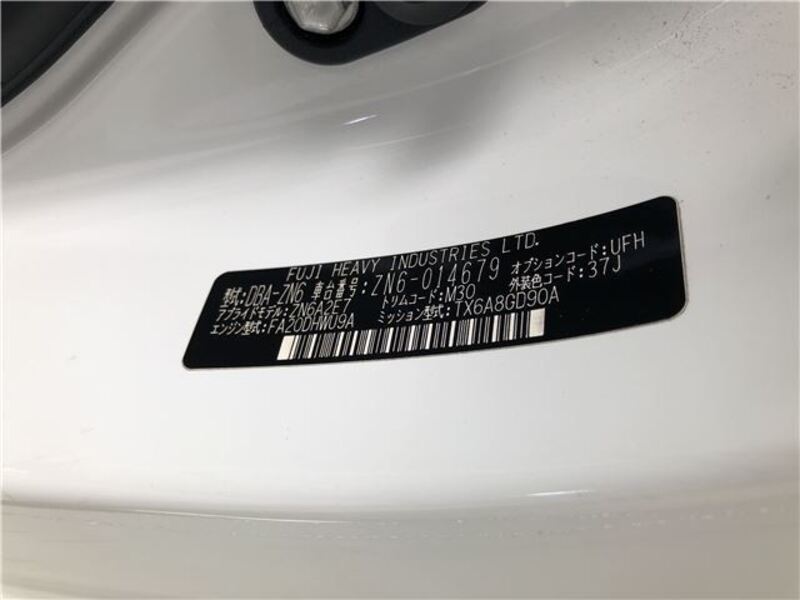 FUJI HEAVY INDUSTRIES LTD.
型式:DBA-ZN6 車台番号:ZN6-014679 オプションコード:UFH
アプライドモデル:ZN6A2E7 トリムコード:M30 外装色コード:37J
エンジン型式:FA20DHWU9A ミッション型式:TX6A8GD90A